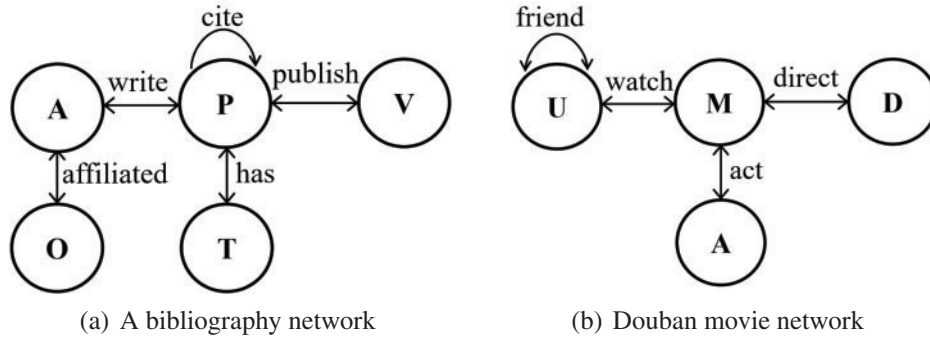 cite
write
publish
A
P
V
affiliated
has
O
T
(a) A bibliography network
friend
watch
direct
U
M
D
act
A
(b) Douban movie network